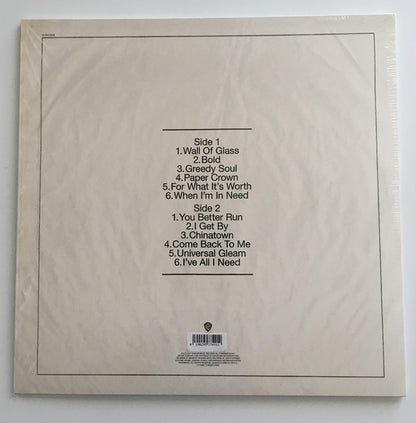 Side 1
1.Wall Of Glass
2.Bold
3.Greedy Soul
4.Paper Crown
5.For What It's Worth
6.When I'm In Need
Side 2
1.You Better Run
2.I Get By
3.Chinatown
4.Come Back To Me
5.Universal Gleam
6.I've All I Need